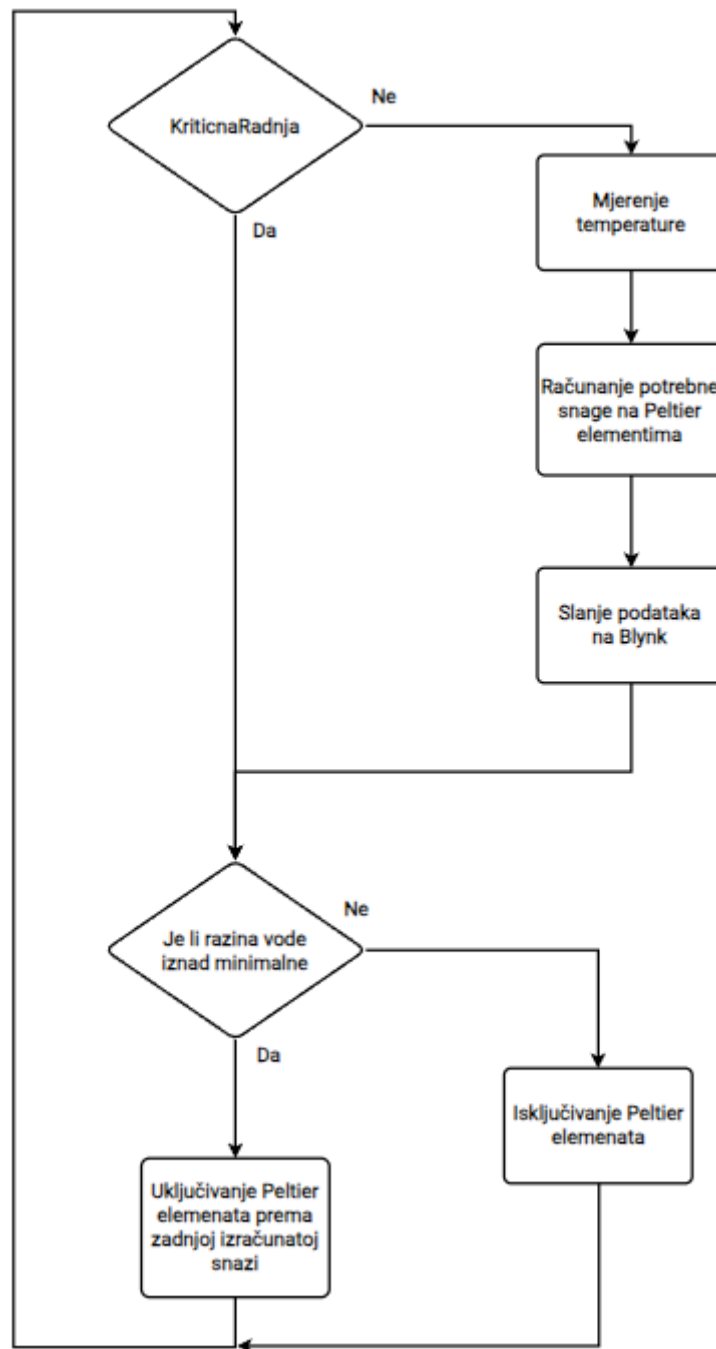 Ne
KriticnaRadnja
Mjerenje
temperature
Da
Računanje potrebne
snage na Peltier
elementima
Slanje podataka
na Blynk
Ne
Je li razina vode
iznad minimalne
Da
Isključivanje Peltier
elemenata
Uključivanje Peltier
elemenata prema
zadnjoj izračunatoj
snazi